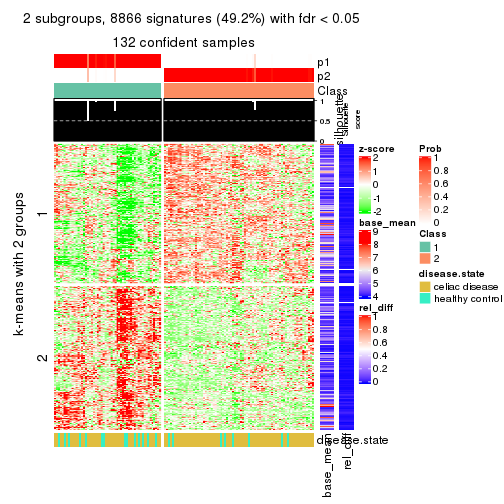 2 subgroups, 8866 signatures (49.2%) with fdr < 0.05
132 confident samples
p1
p2
Class
1
0.5
0
silhouette
Silhouette
score
k-means with 2 groups
1
2
disease.state
base_mean
rel_diff
z-score
2
1
0
-1
-2
base_mean
9
8
7
6
5
4
rel_diff
1
0.8
0.6
0.4
0.2
0
Prob
1
0.8
0.6
0.4
0.2
0
Class
1
2
disease.state
celiac disease
healthy control